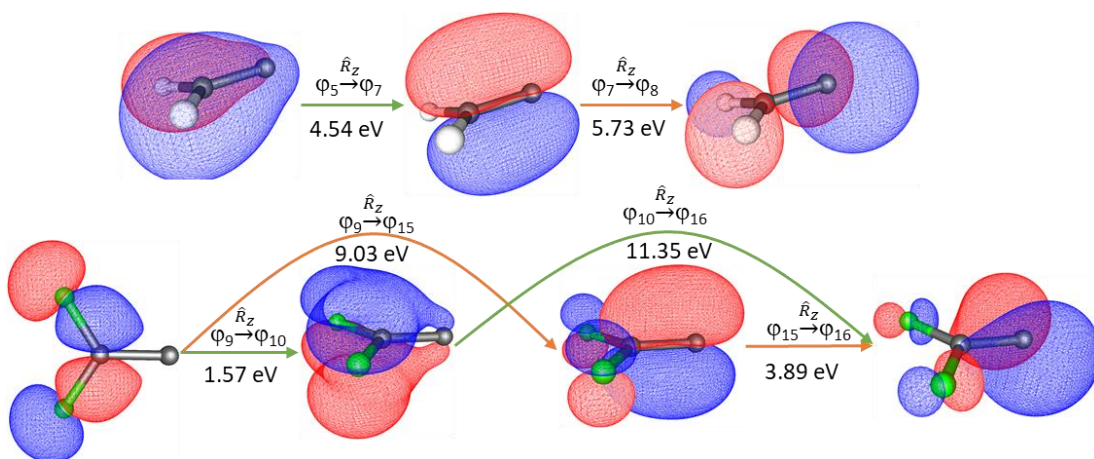 R̂z
φ₅→φ₇
4.54 eV
R̂z
φ₇→φ₈
5.73 eV
R̂z
φ₉→φ₁₅
9.03 eV
R̂z
φ₁₀→φ₁₆
11.35 eV
R̂z
φ₉→φ₁₀
1.57 eV
R̂z
φ₁₅→φ₁₆
3.89 eV